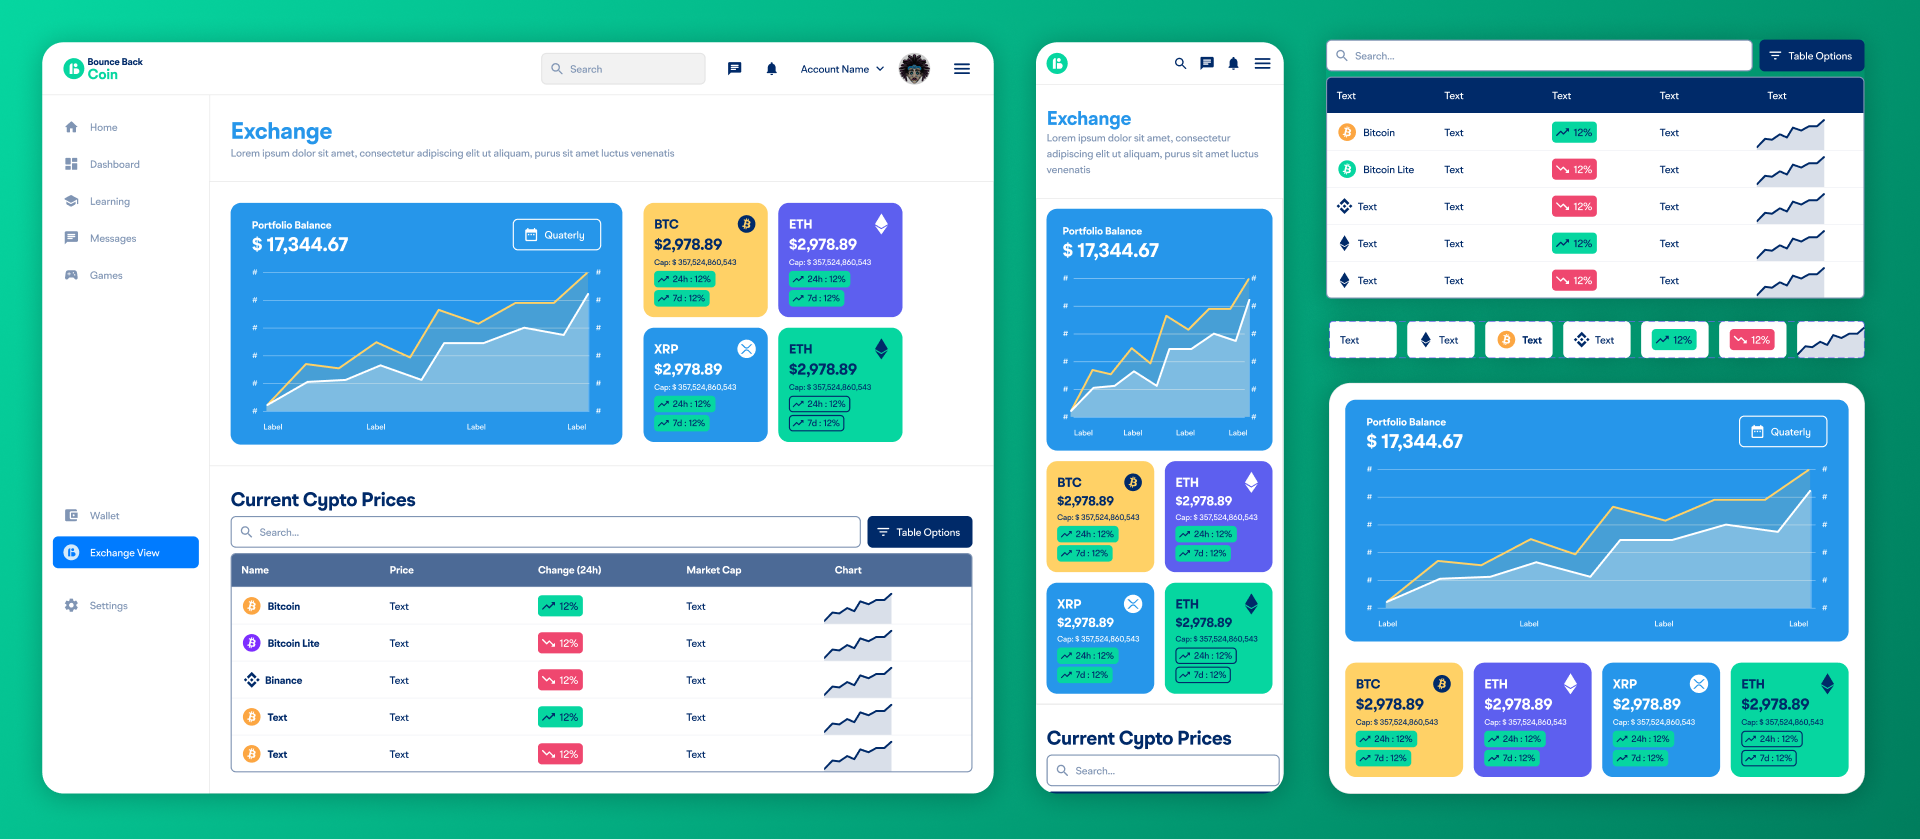 Bounce Back
Coin
Search
Account Name
Home
Dashboard
Learning
Messages
Games
Wallet
Exchange View
Settings
Exchange
Lorem ipsum dolor sit amet, consectetur adipiscing elit ut aliquam, purus sit amet luctus venenatis
Portfolio Balance
$ 17,344.67
Quaterly
# #
# #
# #
# #
# #
# #
Label Label Label Label
BTC
$2,978.89
Cap: $ 357,524,860,543
24h : 12%
7d : 12%
ETH
$2,978.89
Cap: $ 357,524,860,543
24h : 12%
7d : 12%
XRP
$2,978.89
Cap: $ 357,524,860,543
24h : 12%
7d : 12%
ETH
$2,978.89
Cap: $ 357,524,860,543
24h : 12%
7d : 12%
Current Cypto Prices
Search...
Table Options
Name Price Change (24h) Market Cap Chart
Bitcoin Text 12% Text
Bitcoin Lite Text 12% Text
Binance Text 12% Text
Text Text 12% Text
Text Text 12% Text
Exchange
Lorem ipsum dolor sit amet, consectetur
adipiscing elit ut aliquam, purus sit amet luctus
venenatis
Portfolio Balance
$ 17,344.67
# #
# #
# #
# #
# #
# #
Label Label Label Label
BTC
$2,978.89
Cap: $ 357,524,860,543
24h : 12%
7d : 12%
ETH
$2,978.89
Cap: $ 357,524,860,543
24h : 12%
7d : 12%
XRP
$2,978.89
Cap: $ 357,524,860,543
24h : 12%
7d : 12%
ETH
$2,978.89
Cap: $ 357,524,860,543
24h : 12%
7d : 12%
Current Cypto Prices
Search...
Search...
Table Options
Text Text Text Text Text
Bitcoin Text 12% Text
Bitcoin Lite Text 12% Text
Text Text 12% Text
Text Text 12% Text
Text Text 12% Text
Text Text Text Text 12% 12%
Portfolio Balance
$ 17,344.67
Quaterly
# #
# #
# #
# #
# #
# #
Label Label Label Label
BTC
$2,978.89
Cap: $ 357,524,860,543
24h : 12%
7d : 12%
ETH
$2,978.89
Cap: $ 357,524,860,543
24h : 12%
7d : 12%
XRP
$2,978.89
Cap: $ 357,524,860,543
24h : 12%
7d : 12%
ETH
$2,978.89
Cap: $ 357,524,860,543
24h : 12%
7d : 12%